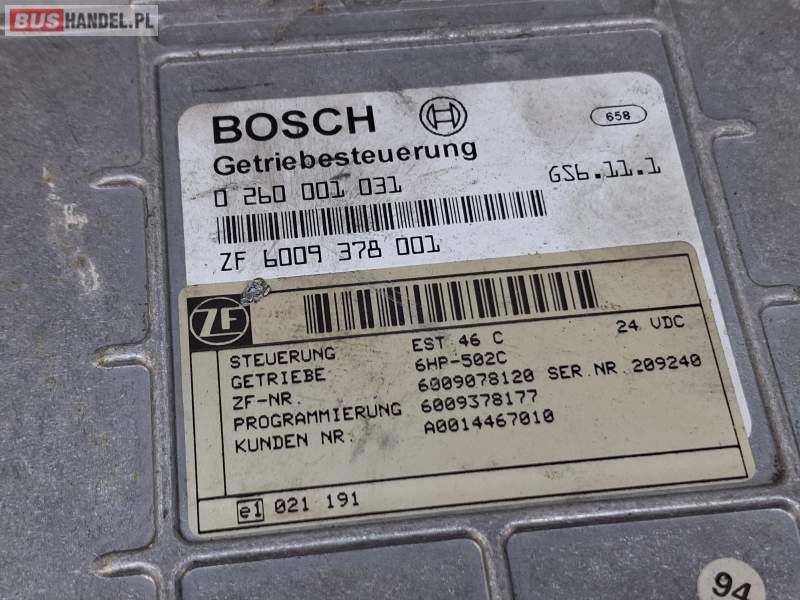 BUSHANDEL.PL
BOSCH
658
Getriebesteuerung
0 260 001 031 GS6.11.1
ZF 6009 378 001
ZF
STEUERUNG EST 46 C 24 VDC
GETRIEBE 6HP-502C
ZF-NR. 6009078120 SER.NR. 209240
PROGRAMMIERUNG 6009378177
KUNDEN NR. A0014467010
e1 021 191
94